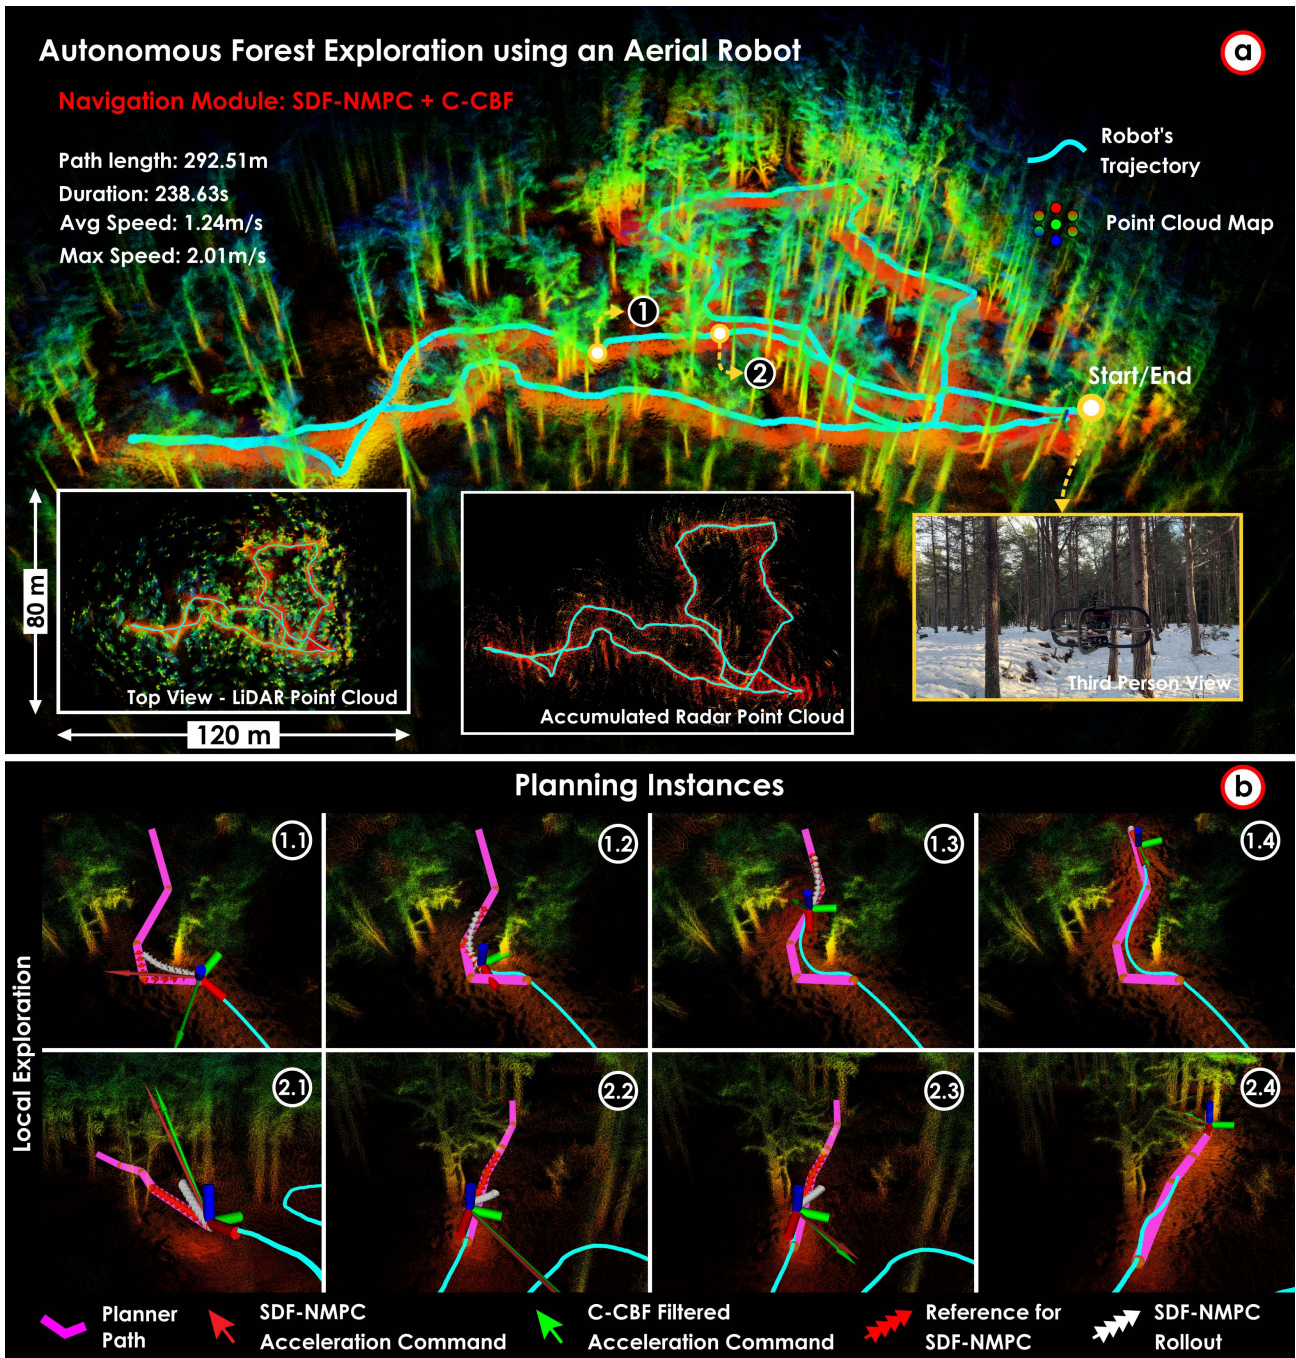 Autonomous Forest Exploration using an Aerial Robot
a
Navigation Module: SDF-NMPC + C-CBF
Path length: 292.51m
Duration: 238.63s
Avg Speed: 1.24m/s
Max Speed: 2.01m/s
Robot's
Trajectory
Point Cloud Map
1
2
Start/End
80 m
Top View - LiDAR Point Cloud
120 m
Accumulated Radar Point Cloud
Third Person View
Planning Instances
b
Local Exploration
1.1
1.2
1.3
1.4
2.1
2.2
2.3
2.4
Planner
Path
SDF-NMPC
Acceleration Command
C-CBF Filtered
Acceleration Command
Reference for
SDF-NMPC
SDF-NMPC
Rollout